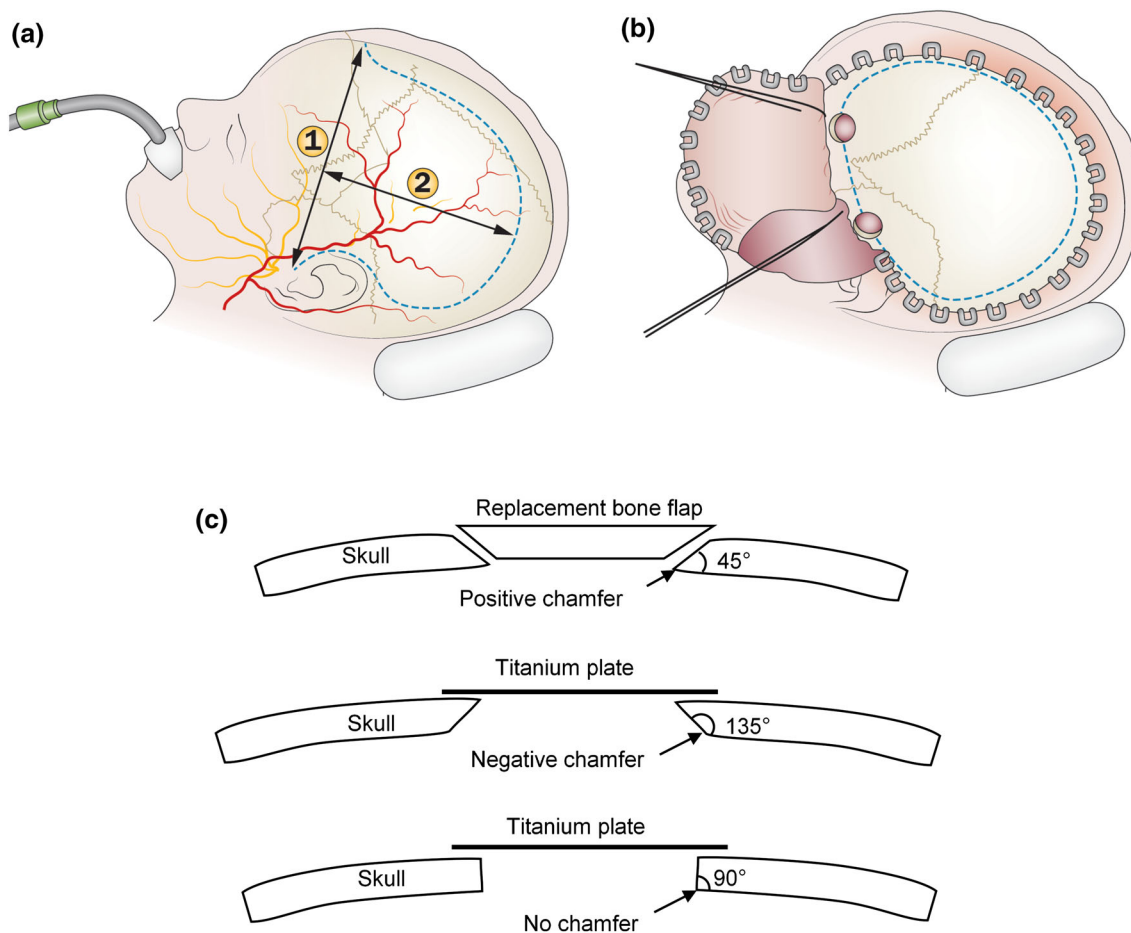 (a)
(b)
1
2
(c)
Replacement bone flap
Skull
45°
Positive chamfer
Titanium plate
Skull
135°
Negative chamfer
Titanium plate
Skull
90°
No chamfer